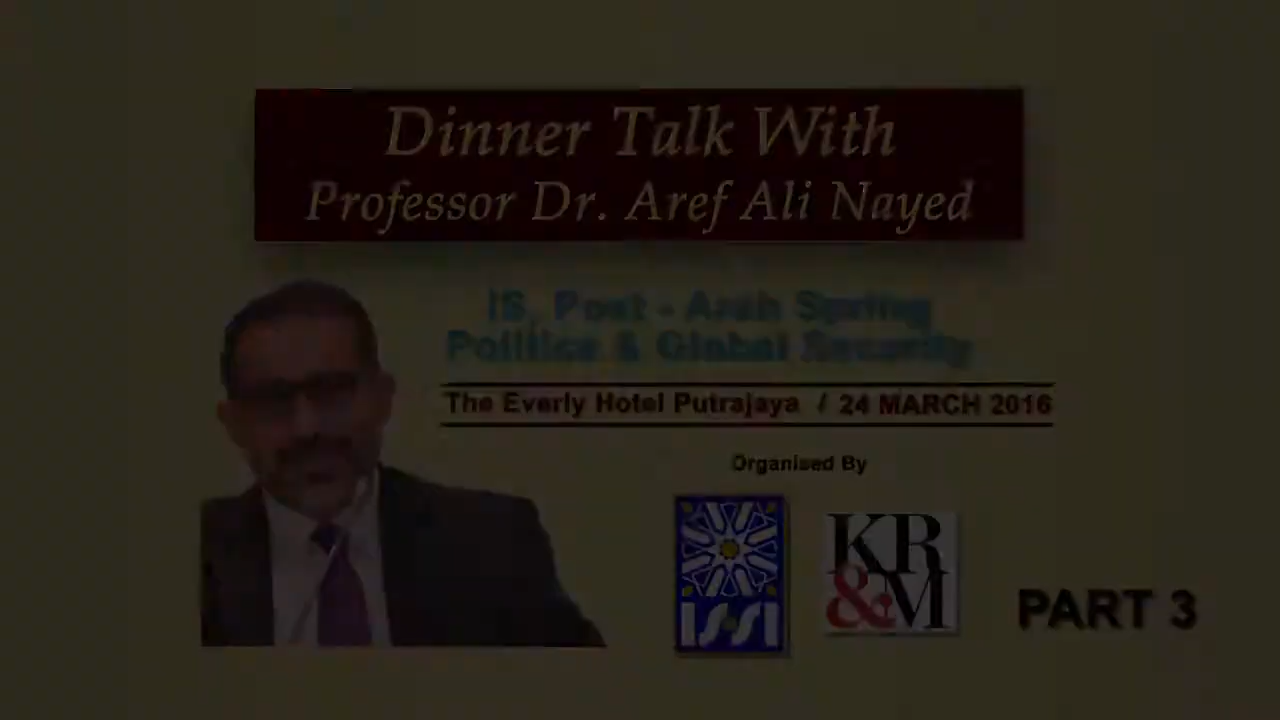 Dinner Talk With
Professor Dr. Aref Ali Nayed
IS, Post - Arab Spring
Politics & Global Security
The Everly Hotel Putrajaya / 24 MARCH 2016
Organised By
ISSI
KR
&M
PART 3